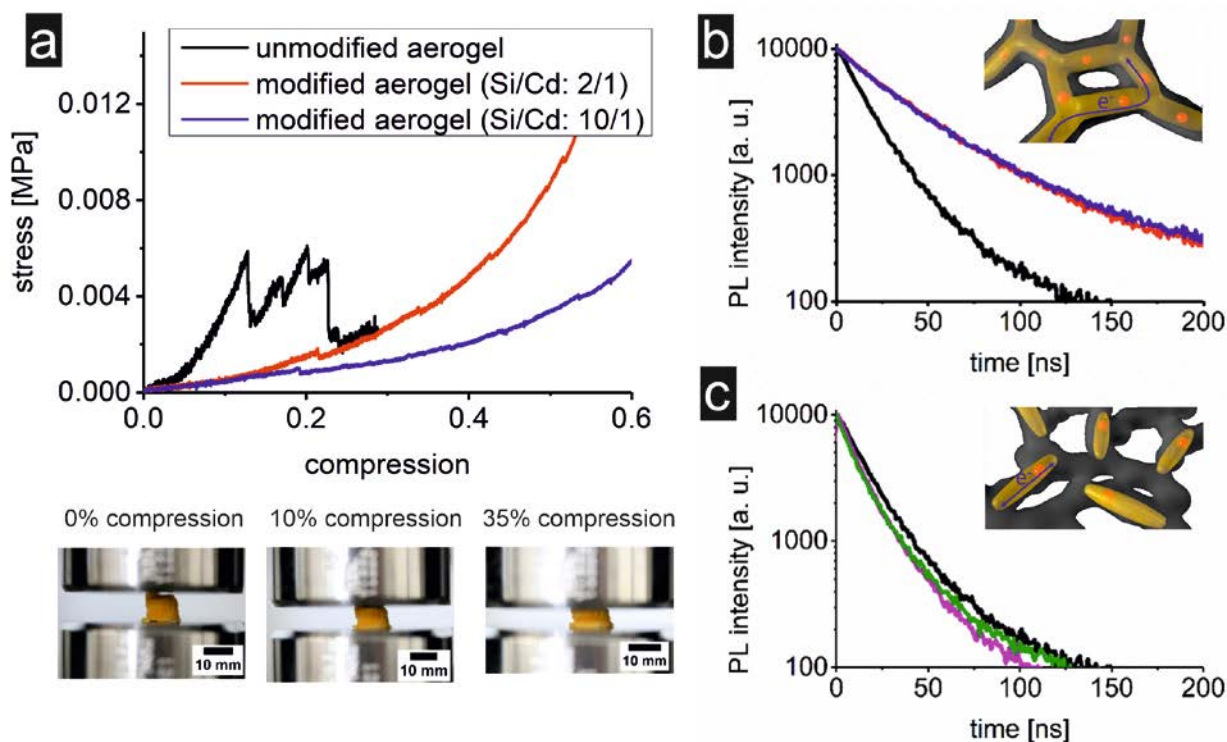 a
unmodified aerogel
modified aerogel (Si/Cd: 2/1)
modified aerogel (Si/Cd: 10/1)
stress [MPa]
0.012
0.008
0.004
0.000
0.0
0.2
0.4
0.6
compression
0% compression
10% compression
35% compression
10 mm
10 mm
10 mm
b
PL intensity [a. u.]
10000
1000
100
0
50
100
150
200
time [ns]
e⁻
c
PL intensity [a. u.]
10000
1000
100
0
50
100
150
200
time [ns]
e⁻